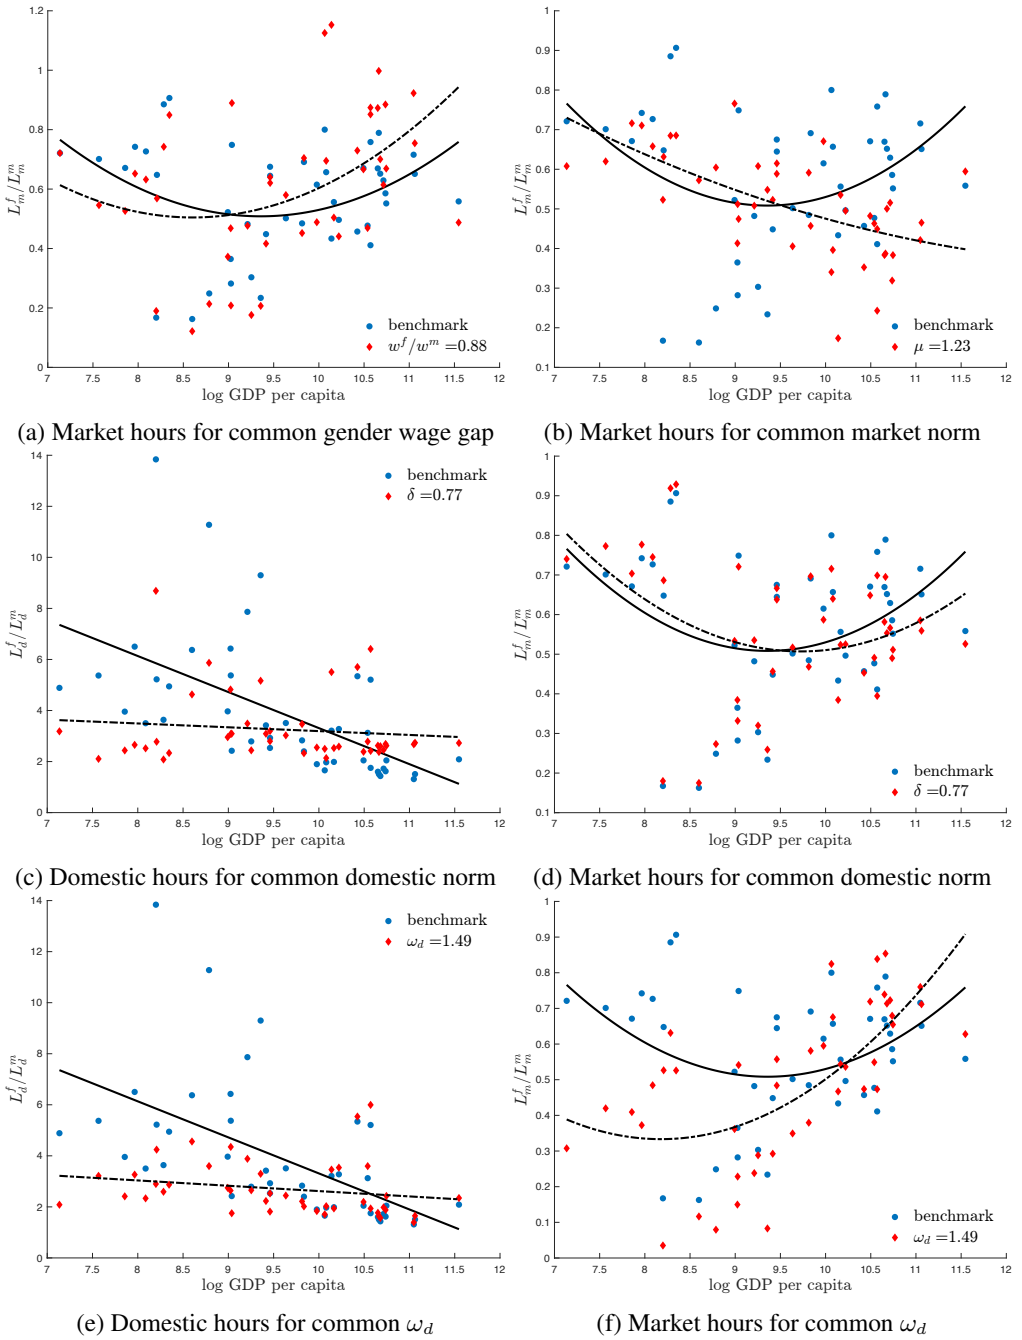 1.2
1
0.8
0.6
0.4
0.2
0
L_m^f/L_m^m
benchmark
w^f/w^m=0.88
7 7.5 8 8.5 9 9.5 10 10.5 11 11.5 12
log GDP per capita
(a) Market hours for common gender wage gap
1
0.9
0.8
0.7
0.6
0.5
0.4
0.3
0.2
0.1
L_m^f/L_m^m
benchmark
μ=1.23
7 7.5 8 8.5 9 9.5 10 10.5 11 11.5 12
log GDP per capita
(b) Market hours for common market norm
14
12
10
8
6
4
2
0
L_d^f/L_d^m
benchmark
δ=0.77
7 7.5 8 8.5 9 9.5 10 10.5 11 11.5 12
log GDP per capita
(c) Domestic hours for common domestic norm
1
0.9
0.8
0.7
0.6
0.5
0.4
0.3
0.2
0.1
L_m^f/L_m^m
benchmark
δ=0.77
7 7.5 8 8.5 9 9.5 10 10.5 11 11.5 12
log GDP per capita
(d) Market hours for common domestic norm
14
12
10
8
6
4
2
0
L_d^f/L_d^m
benchmark
ω_d=1.49
7 7.5 8 8.5 9 9.5 10 10.5 11 11.5 12
log GDP per capita
(e) Domestic hours for common ω_d
1
0.9
0.8
0.7
0.6
0.5
0.4
0.3
0.2
0.1
0
L_m^f/L_m^m
benchmark
ω_d=1.49
7 7.5 8 8.5 9 9.5 10 10.5 11 11.5 12
log GDP per capita
(f) Market hours for common ω_d